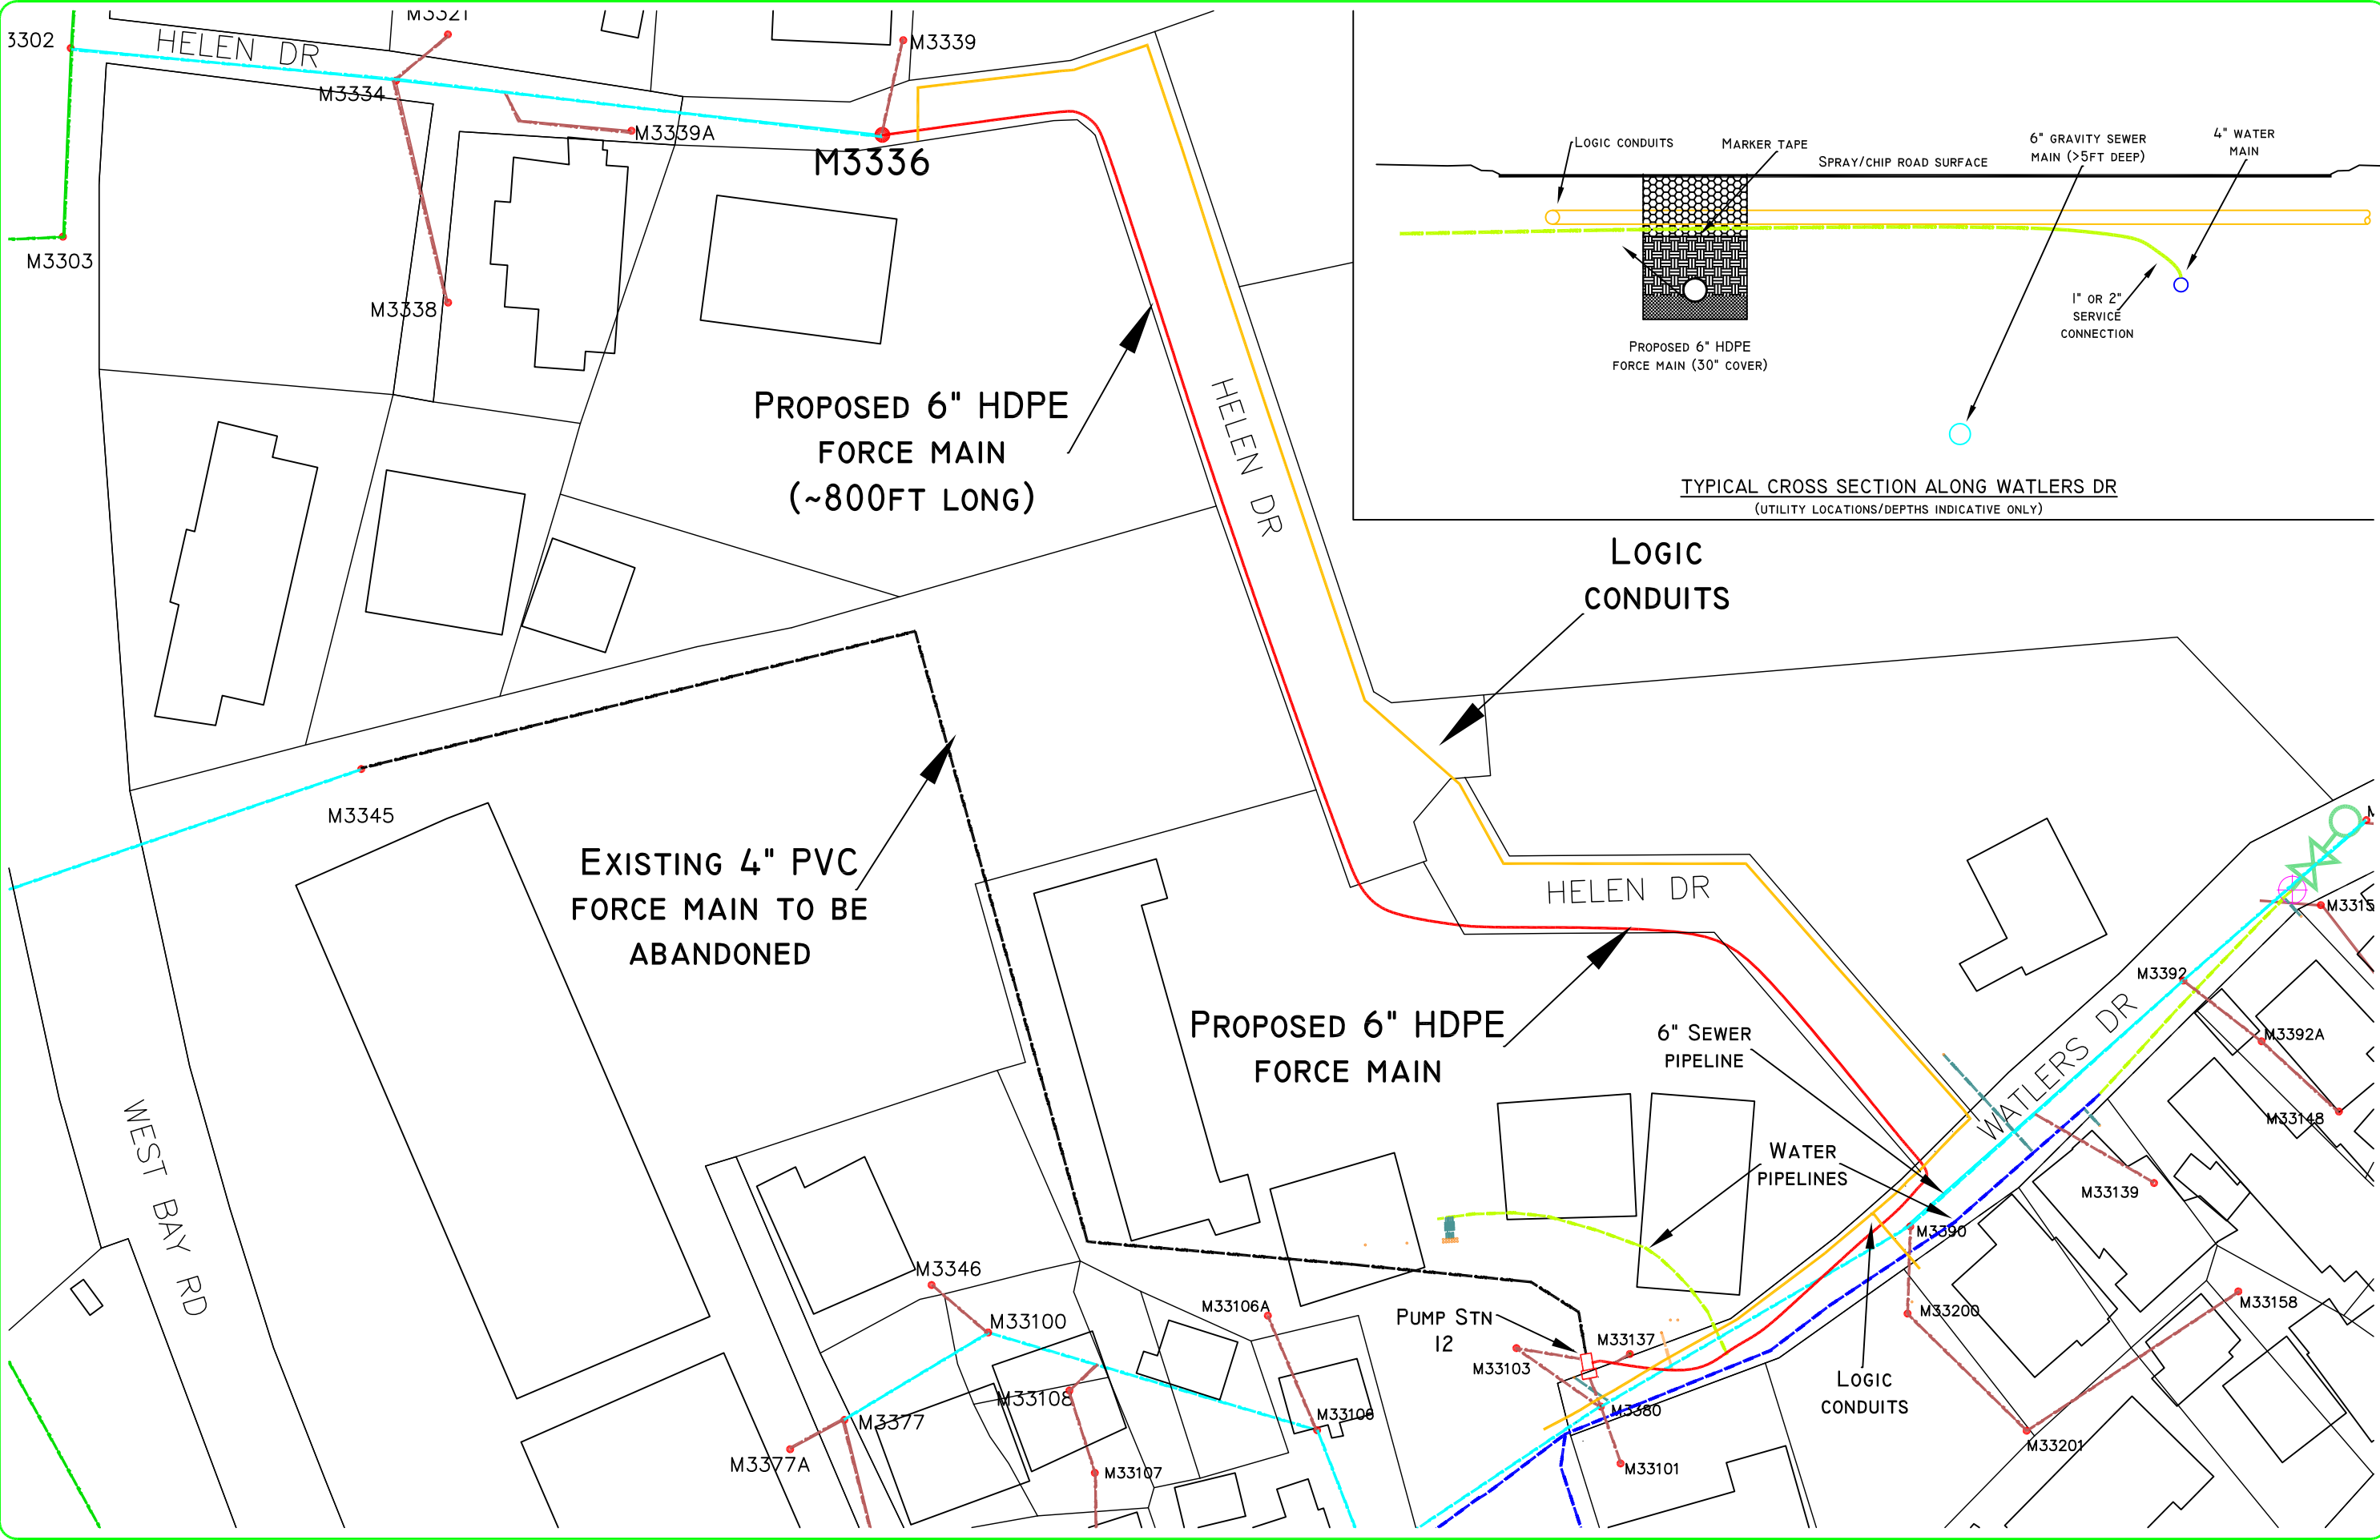 M3321
3302
HELEN DR
M3339
M3334
M3339A
M3336
M3303
M3338
LOGIC CONDUITS
MARKER TAPE
SPRAY/CHIP ROAD SURFACE
6" GRAVITY SEWER
MAIN (>5FT DEEP)
4" WATER
MAIN
1" OR 2"
SERVICE
CONNECTION
PROPOSED 6" HDPE
FORCE MAIN (30" COVER)
TYPICAL CROSS SECTION ALONG WATLERS DR
(UTILITY LOCATIONS/DEPTHS INDICATIVE ONLY)
PROPOSED 6" HDPE
FORCE MAIN
(~800FT LONG)
HELEN DR
LOGIC
CONDUITS
M3345
EXISTING 4" PVC
FORCE MAIN TO BE
ABANDONED
HELEN DR
M3315
M3392
M3392A
M33148
WATLERS DR
PROPOSED 6" HDPE
FORCE MAIN
6" SEWER
PIPELINE
WATER
PIPELINES
M33139
M3390
WEST BAY RD
M3346
M33100
M33106A
PUMP STN
12
M33137
M33103
M33200
M33158
M33108
M3377
M33106
M3380
LOGIC
CONDUITS
M3377A
M33107
M33101
M33201